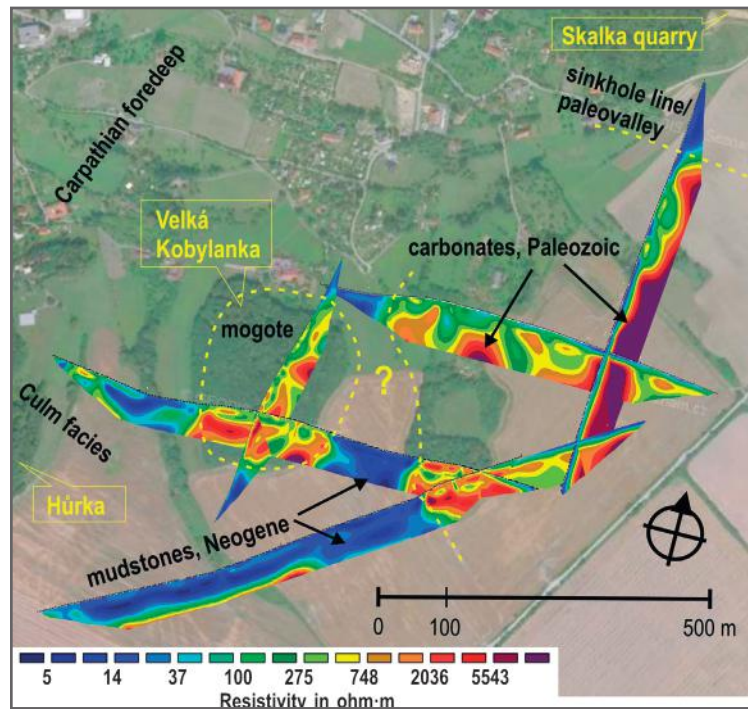 Skalka quarry
sinkhole line/
paleovalley
Carpathian foredeep
Velká
Kobylanka
carbonates, Paleozoic
mogote
?
Culm facies
Hůrka
mudstones, Neogene
0 100 500 m
5 14 37 100 275 748 2036 5543
Resistivity in ohm·m